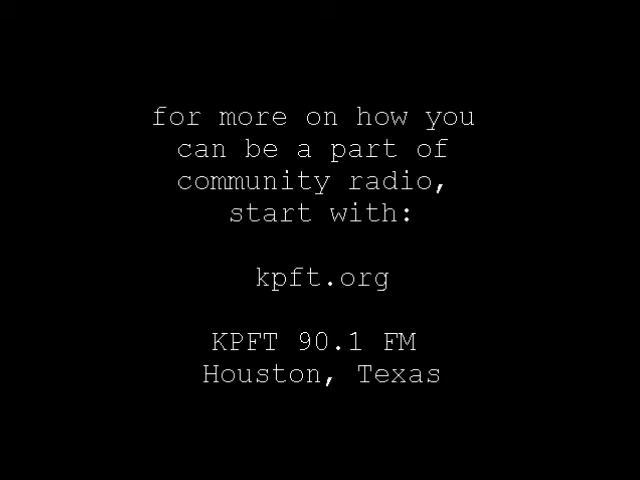 for more on how you
can be a part of
community radio,
start with:
kpft.org
KPFT 90.1 FM
Houston, Texas